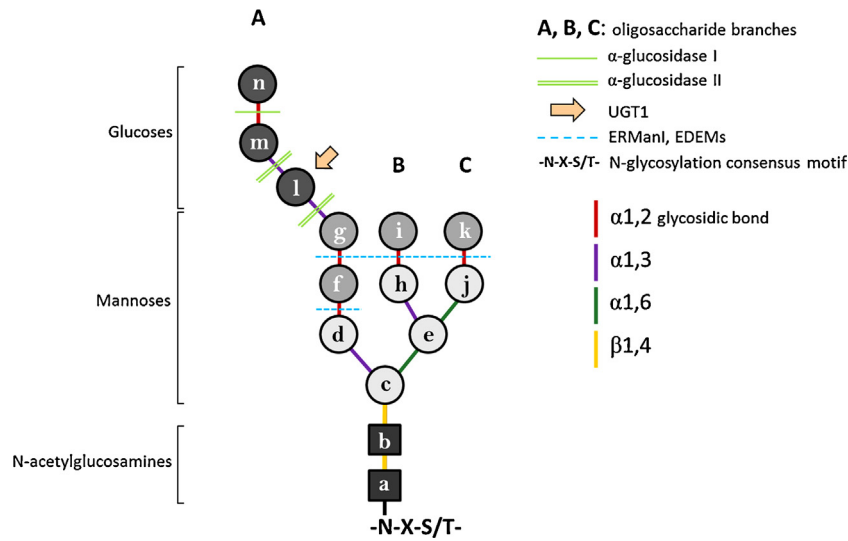 A
A, B, C: oligosaccharide branches
α-glucosidase I
α-glucosidase II
UGT1
ERManI, EDEMs
-N-X-S/T- N-glycosylation consensus motif
n
Glucoses
m
l
B
C
g
i
k
α1,2 glycosidic bond
α1,3
Mannoses
f
h
j
α1,6
d
e
β1,4
c
b
N-acetylglucosamines
a
-N-X-S/T-